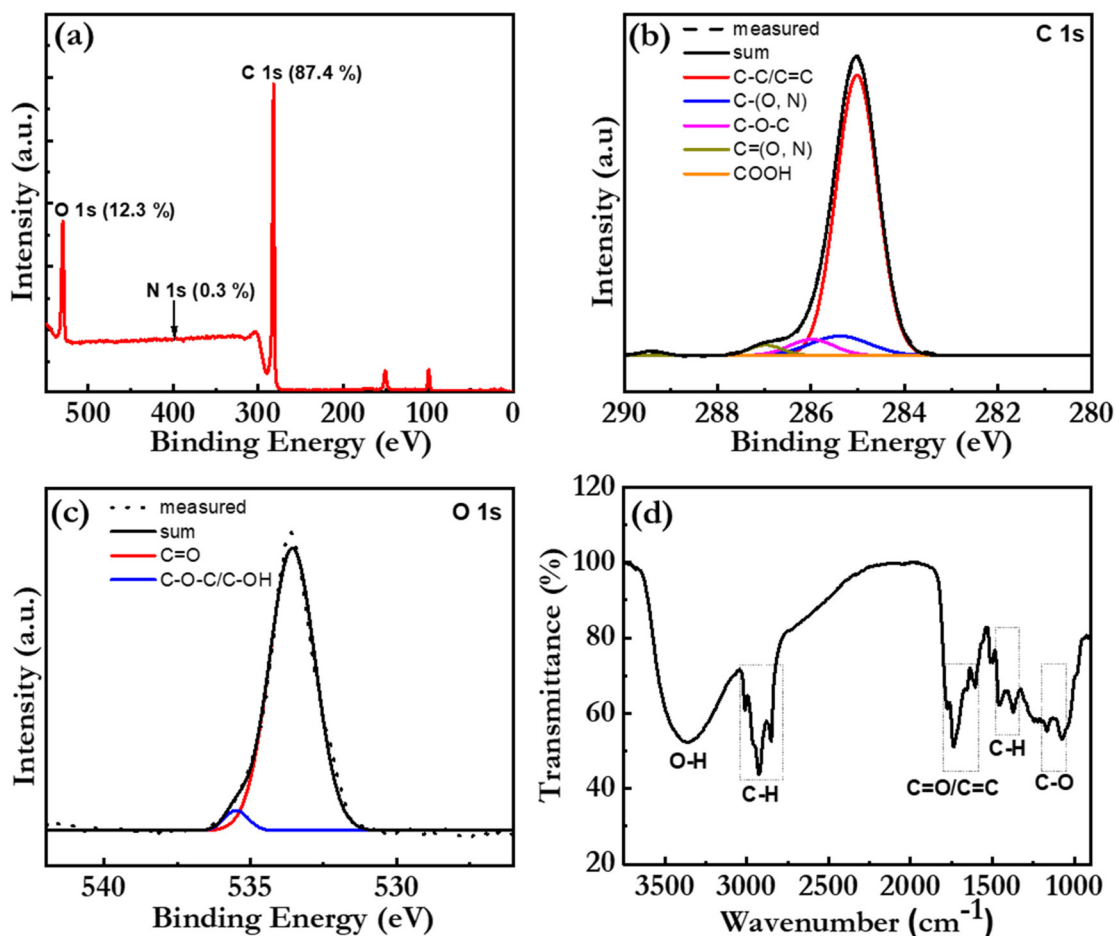 (a)
C 1s (87.4 %)
O 1s (12.3 %)
N 1s (0.3 %)
Intensity (a.u.)
500 400 300 200 100 0
Binding Energy (eV)
(b)
C 1s
measured
sum
C-C/C=C
C-(O, N)
C-O-C
C=(O, N)
COOH
Intensity (a.u)
290 288 286 284 282 280
Binding Energy (eV)
(c)
O 1s
measured
sum
C=O
C-O-C/C-OH
Intensity (a.u.)
540 535 530
Binding Energy (eV)
(d)
120
100
80
60
40
20
Transmittance (%)
O-H
C-H
C=O/C=C
C-H
C-O
3500 3000 2500 2000 1500 1000
Wavenumber (cm⁻¹)